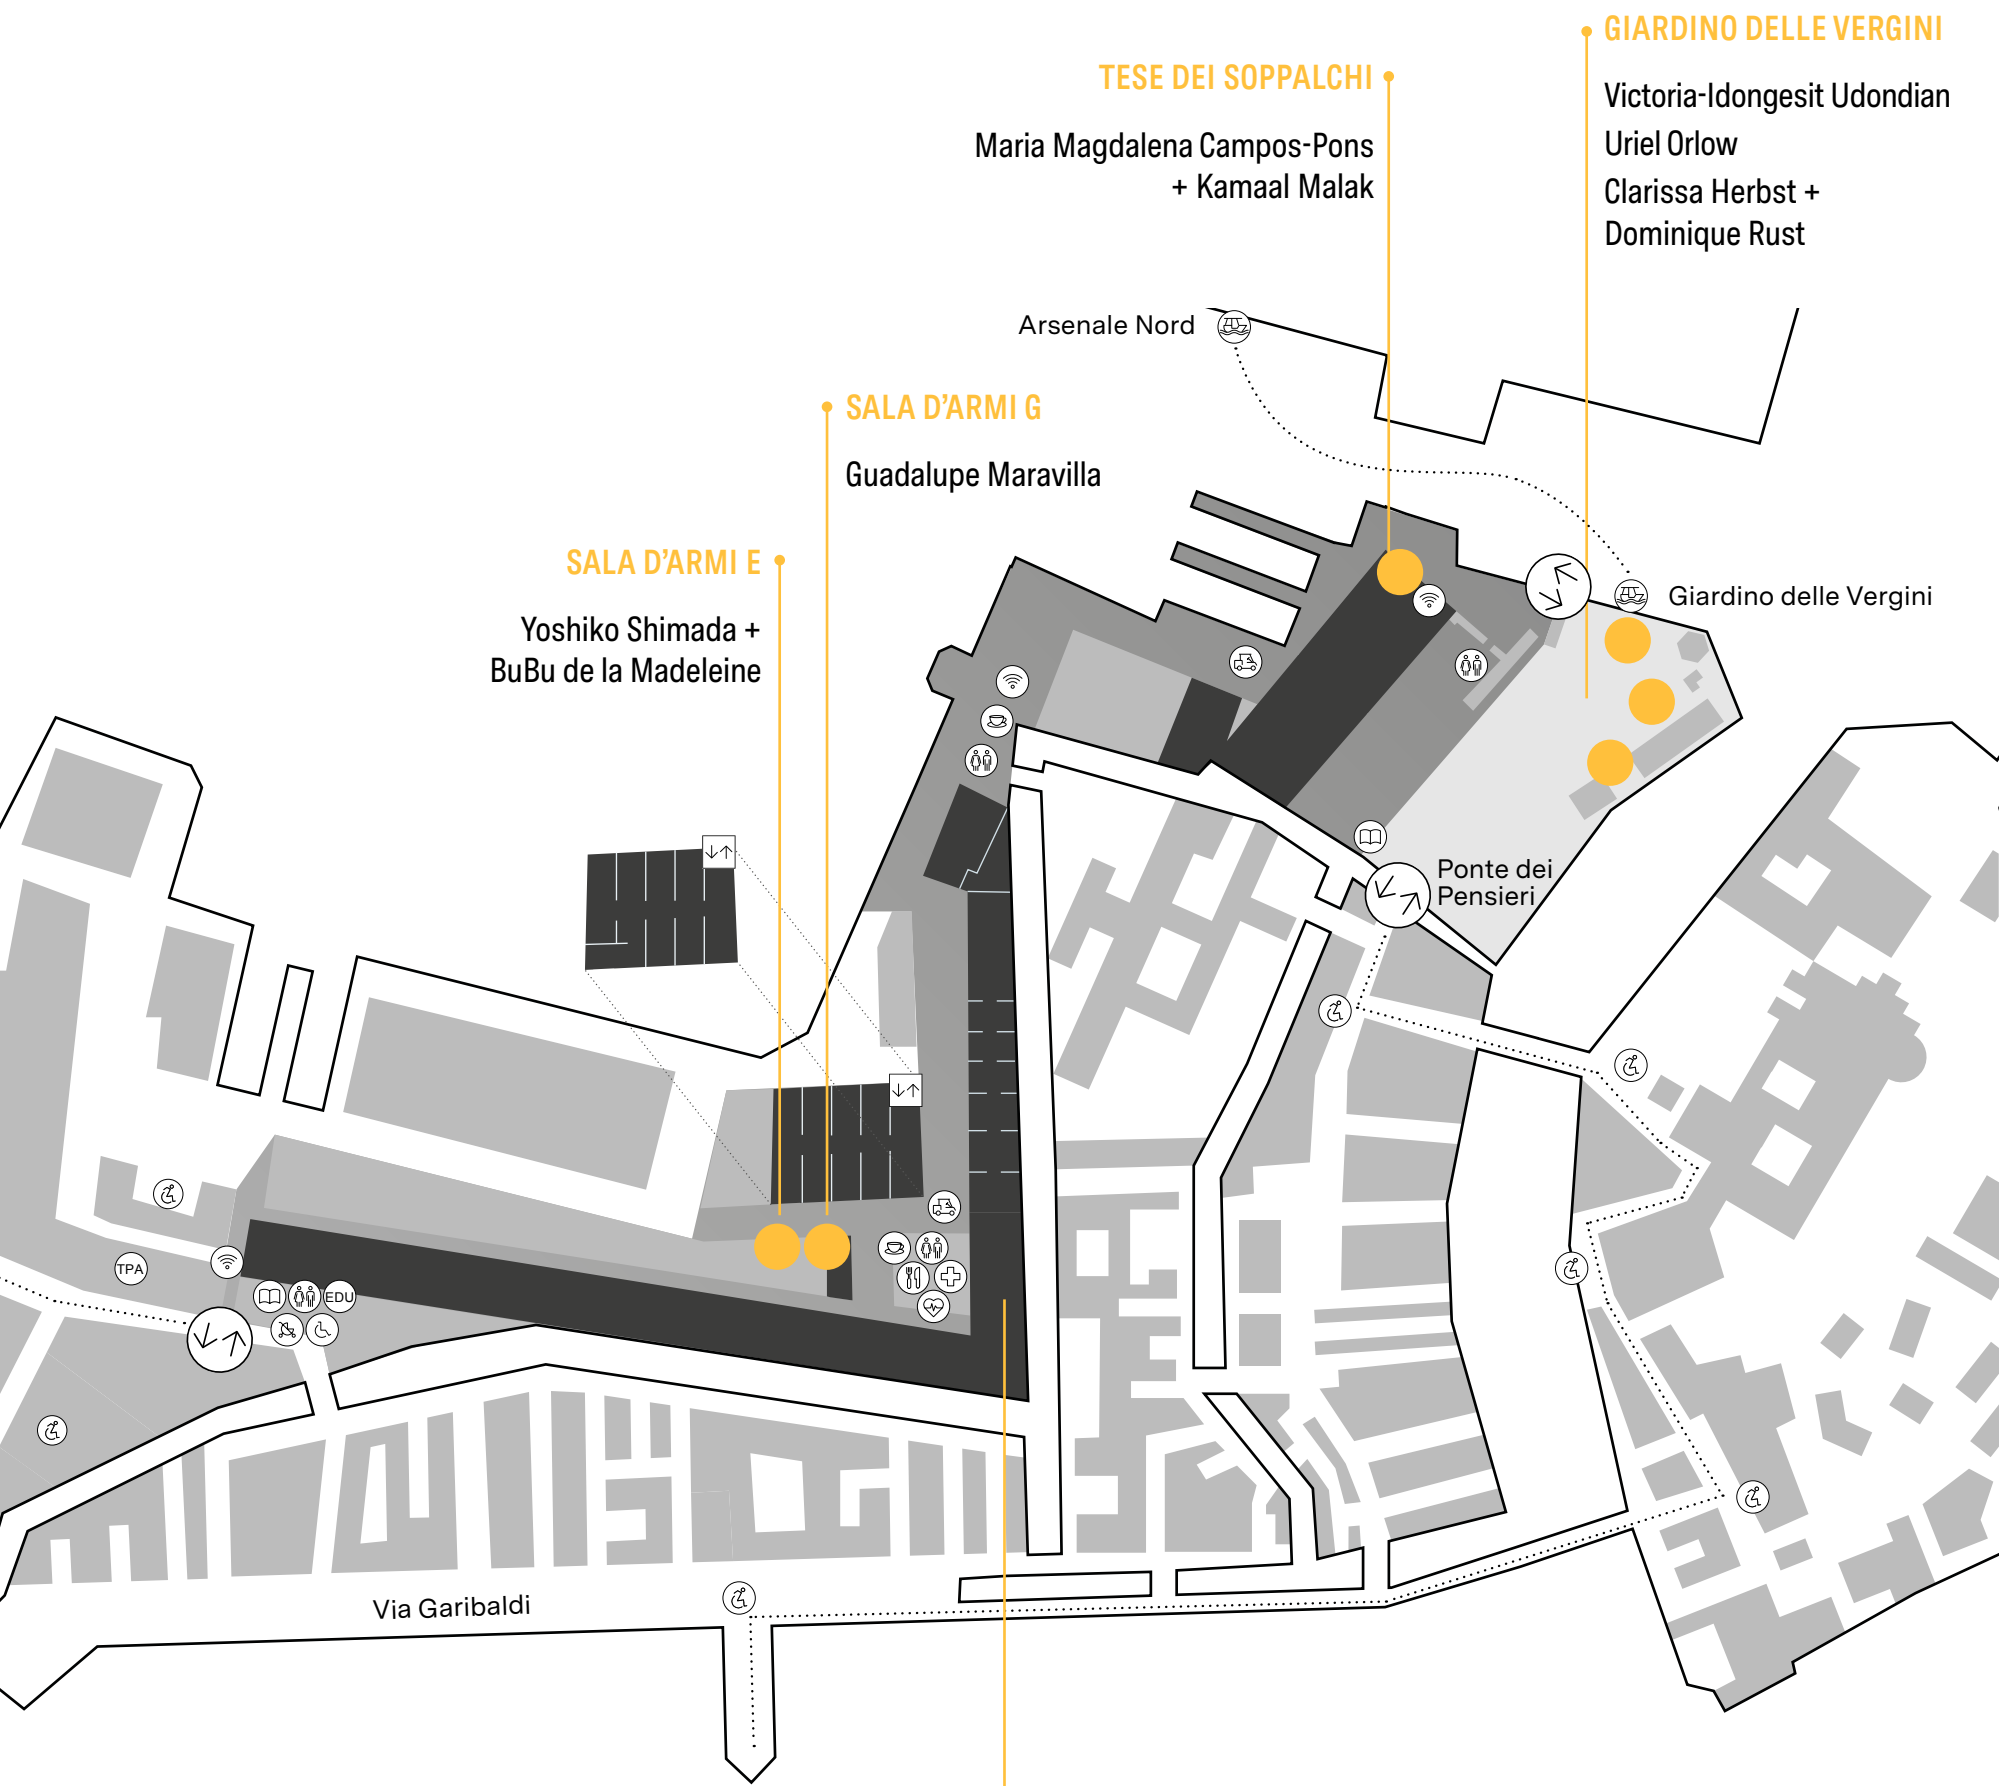 GIARDINO DELLE VERGINI
Victoria-Idongesit Udondian
Uriel Orlow
Clarissa Herbst +
Dominique Rust
TESE DEI SOPPALCHI
Maria Magdalena Campos-Pons
+ Kamaal Malak
Arsenale Nord
SALA D’ARMI G
Guadalupe Maravilla
SALA D’ARMI E
Yoshiko Shimada +
BuBu de la Madeleine
Giardino delle Vergini
Ponte dei
Pensieri
TPA
EDU
Via Garibaldi